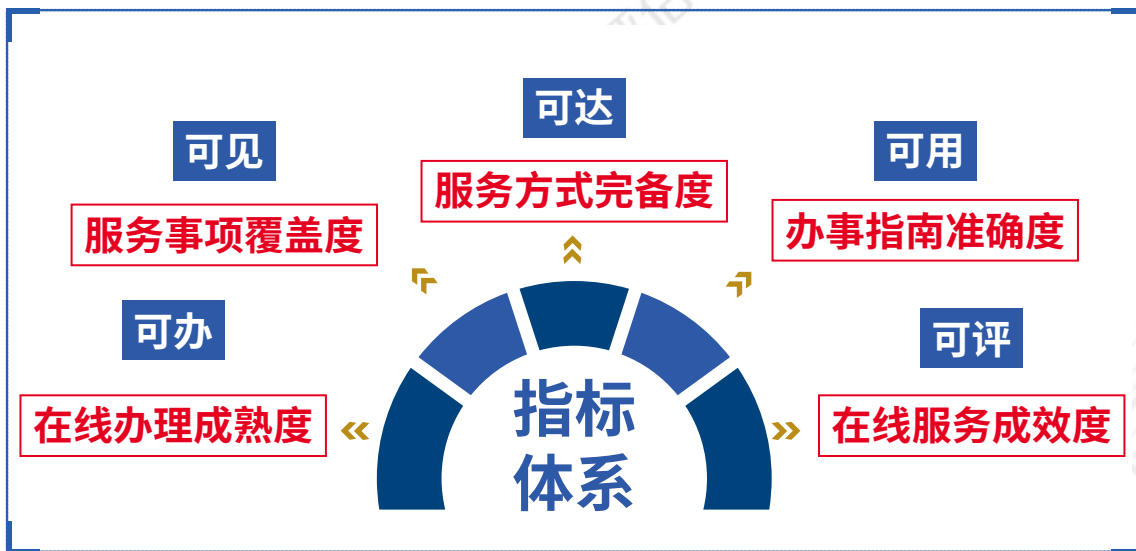 可达
可见
可用
服务方式完备度
服务事项覆盖度
办事指南准确度
可办
可评
在线办理成熟度
在线服务成效度
指标
体系